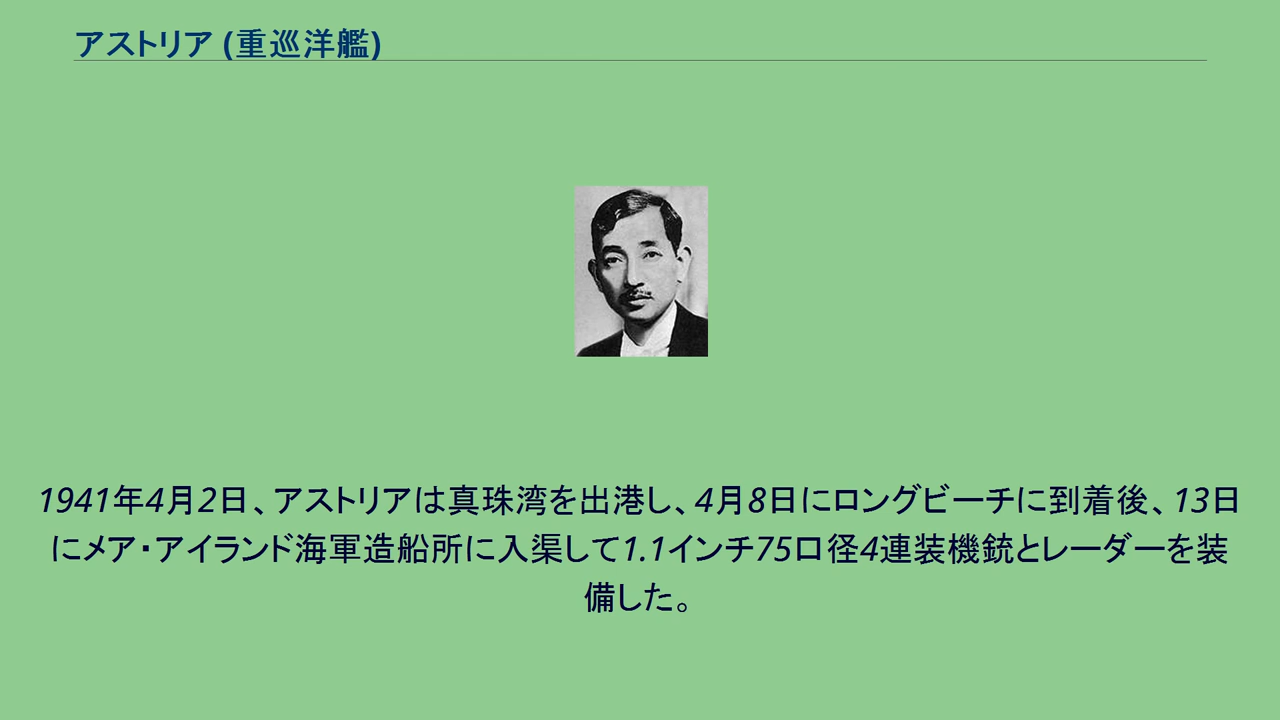 アストリア (重巡洋艦)
1941年4月2日、アストリアは真珠湾を出港し、4月8日にロングビーチに到着後、13日
にメア・アイランド海軍造船所に入渠して1.1インチ75口径4連装機銃とレーダーを装
備した。